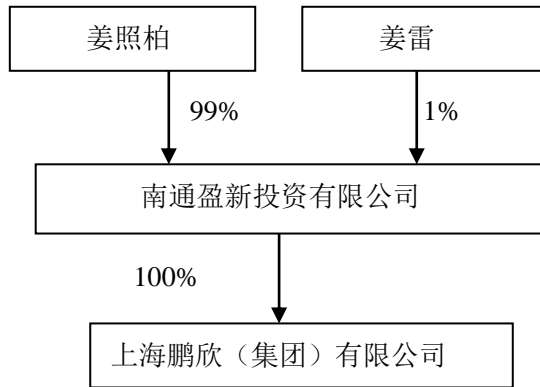 姜照柏
姜雷
99%
1%
南通盈新投资有限公司
100%
上海鹏欣（集团）有限公司